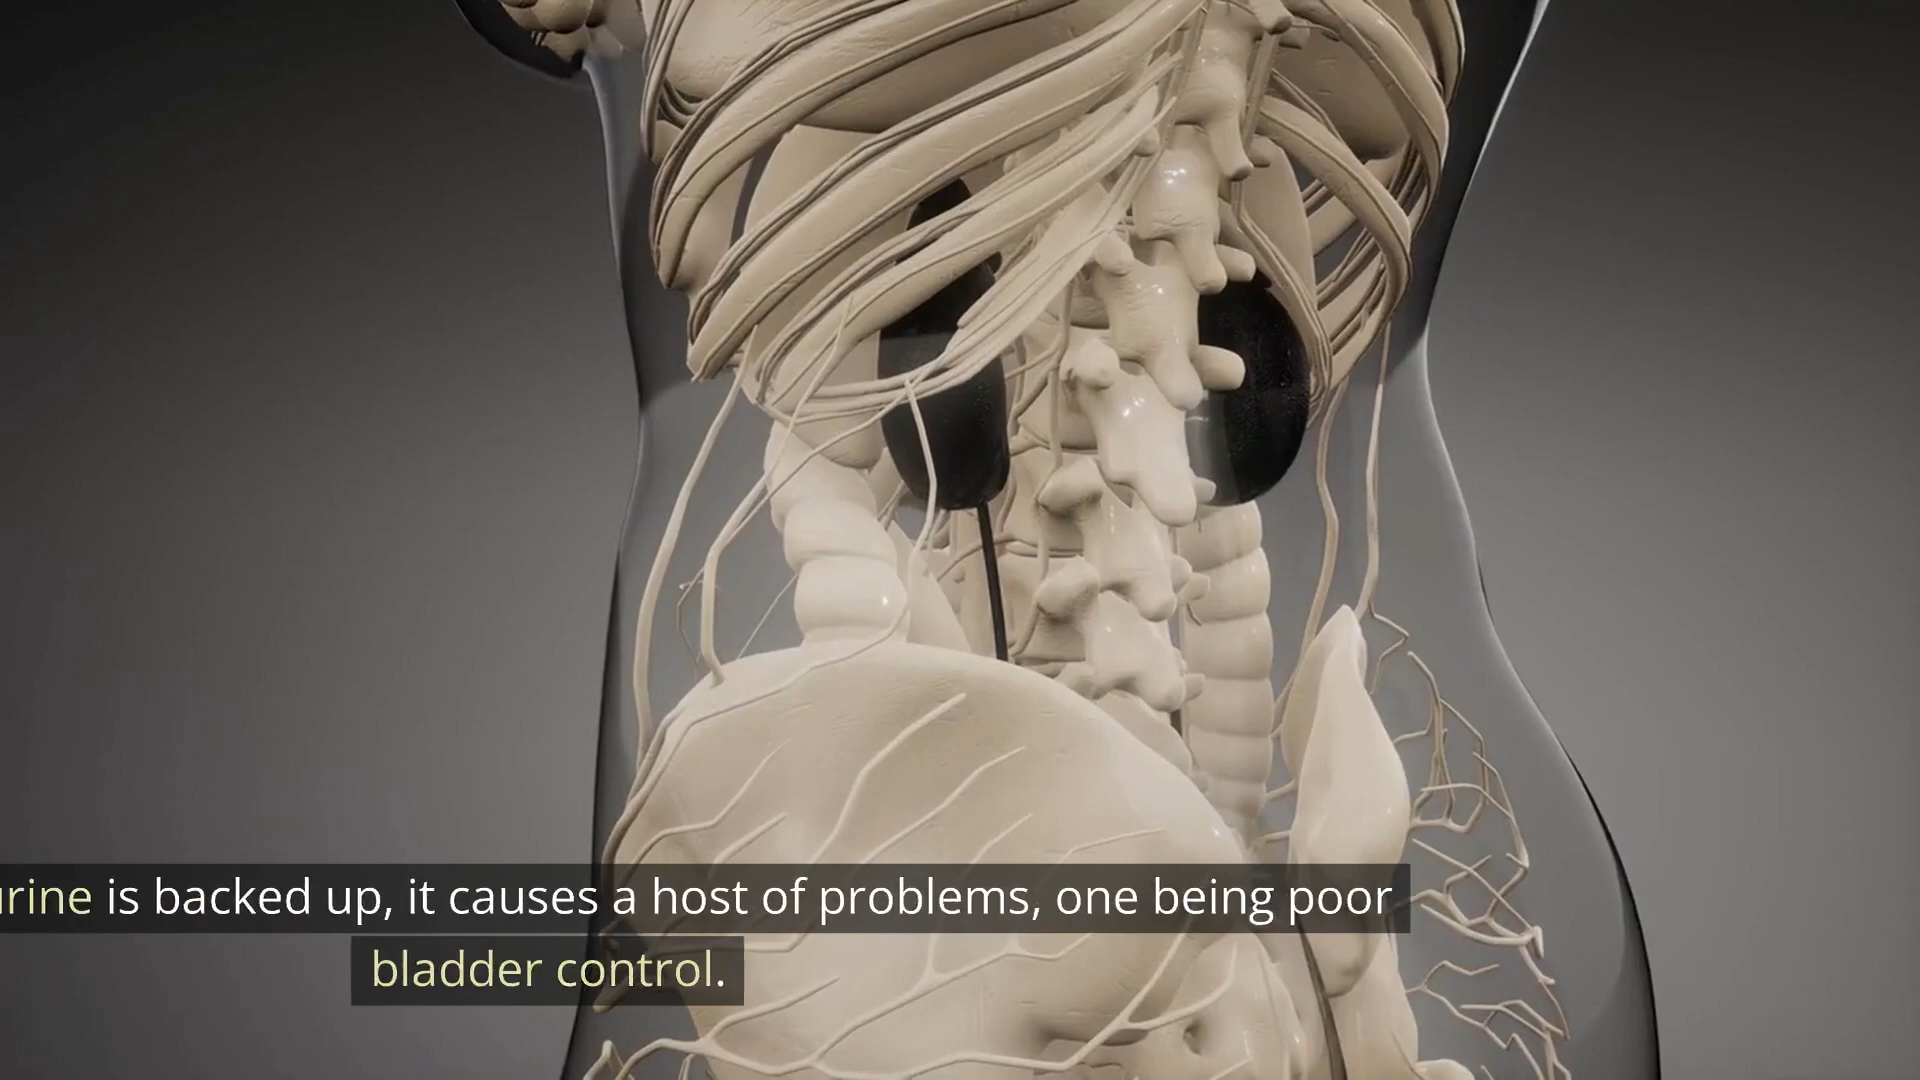 urine is backed up, it causes a host of problems, one being poor
bladder control.